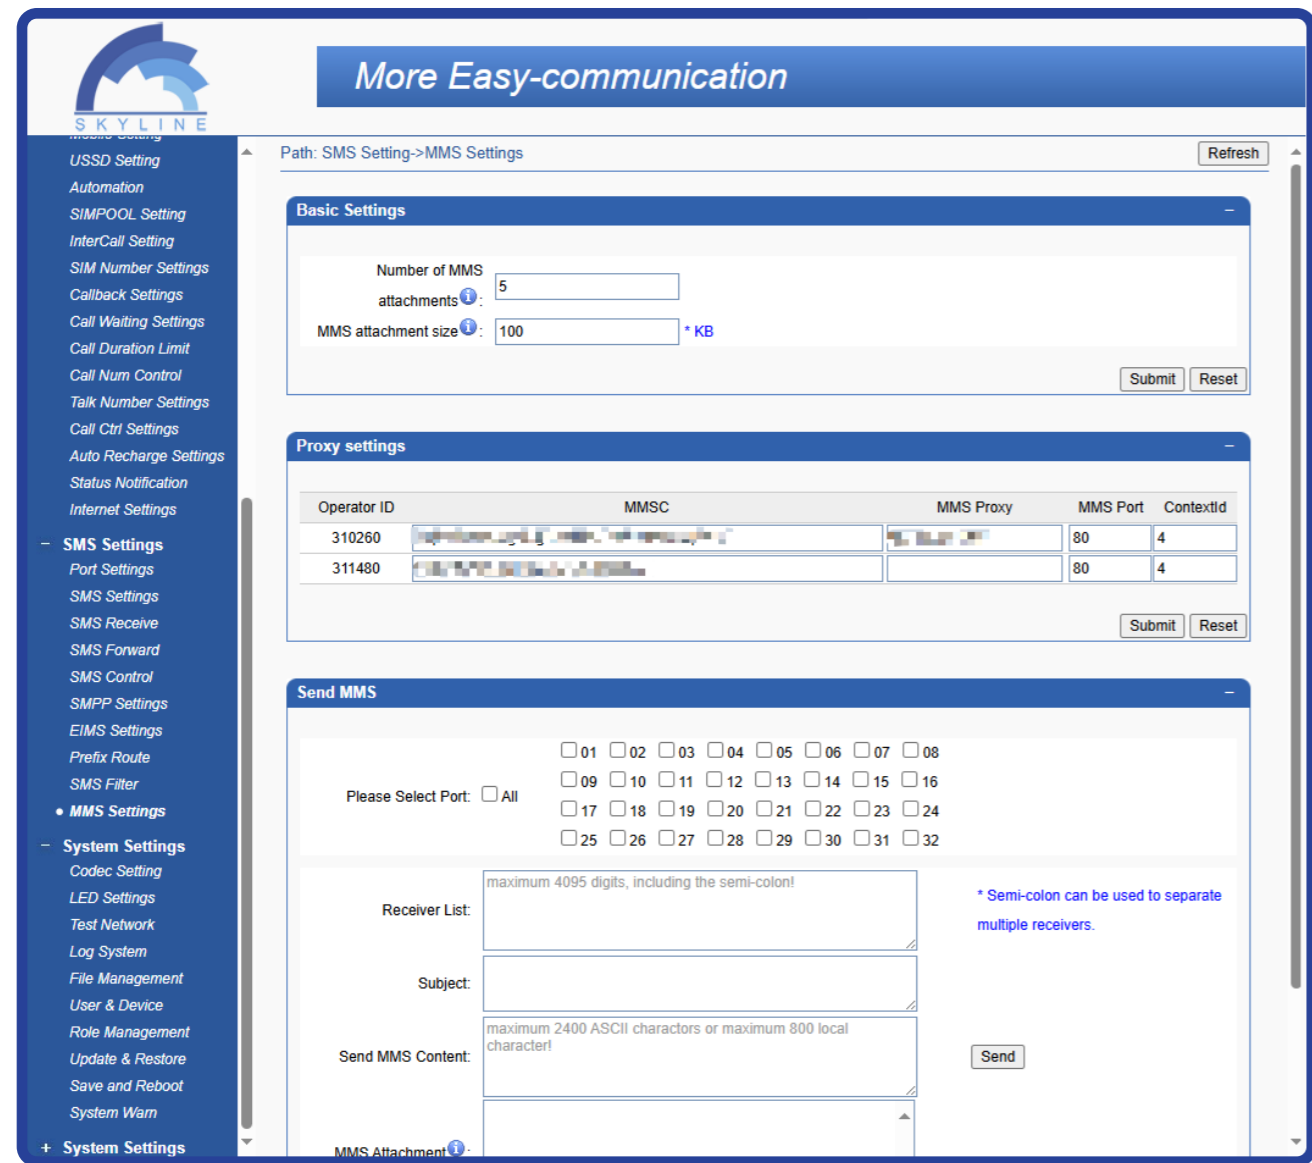 SKYLINE
More Easy-communication
USSD Setting
Automation
SIMPOOL Setting
InterCall Setting
SIM Number Settings
Callback Settings
Call Waiting Settings
Call Duration Limit
Call Num Control
Talk Number Settings
Call Ctrl Settings
Auto Recharge Settings
Status Notification
Internet Settings
− SMS Settings
Port Settings
SMS Settings
SMS Receive
SMS Forward
SMS Control
SMPP Settings
EIMS Settings
Prefix Route
SMS Filter
• MMS Settings
− System Settings
Codec Setting
LED Settings
Test Network
Log System
File Management
User & Device
Role Management
Update & Restore
Save and Reboot
System Warn
+ System Settings
Path: SMS Setting->MMS Settings Refresh
Basic Settings −
Number of MMS
attachments : 5
MMS attachment size : 100 * KB
Submit Reset
Proxy settings −
Operator ID MMSC MMS Proxy MMS Port ContextId
310260 80 4
311480 80 4
Submit Reset
Send MMS −
01 02 03 04 05 06 07 08
09 10 11 12 13 14 15 16
Please Select Port: All
17 18 19 20 21 22 23 24
25 26 27 28 29 30 31 32
maximum 4095 digits, including the semi-colon!
Receiver List:
* Semi-colon can be used to separate
multiple receivers.
Subject:
maximum 2400 ASCII charactors or maximum 800 local
character!
Send MMS Content: Send
MMS Attachment :